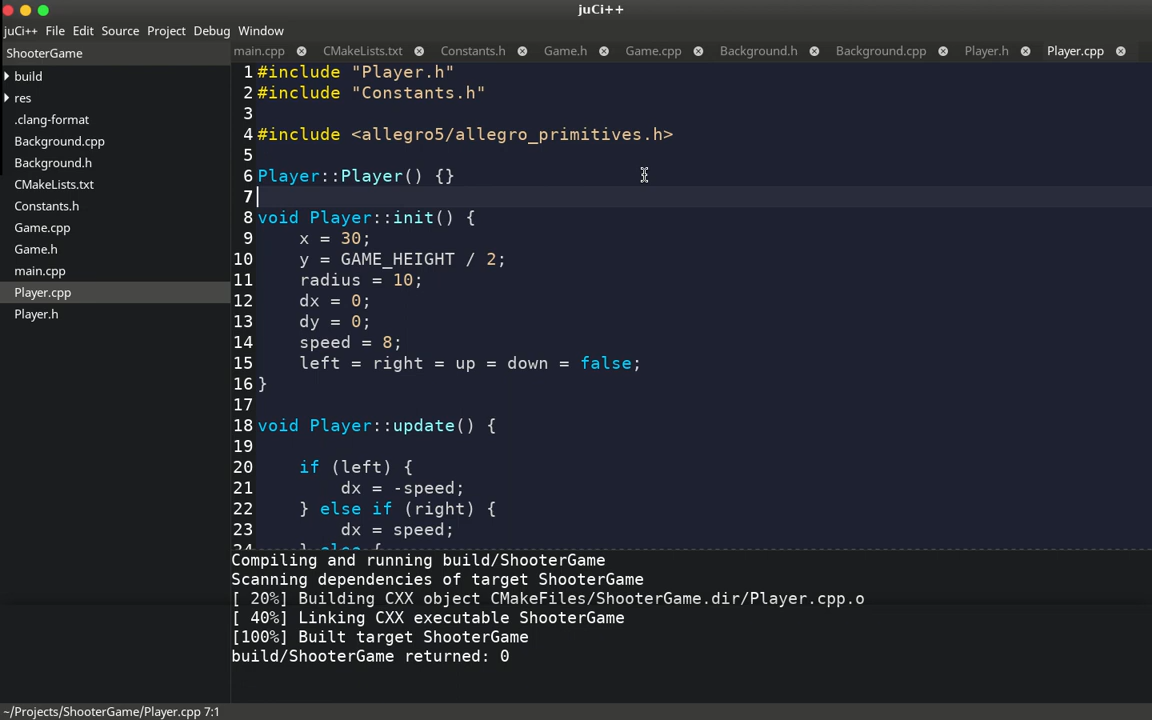 juCi++
juCi++ File Edit Source Project Debug Window
ShooterGame
build
res
.clang-format
Background.cpp
Background.h
CMakeLists.txt
Constants.h
Game.cpp
Game.h
main.cpp
Player.cpp
Player.h
main.cpp CMakeLists.txt Constants.h Game.h Game.cpp Background.h Background.cpp Player.h Player.cpp
1 #include "Player.h"
2 #include "Constants.h"
3
4 #include <allegro5/allegro_primitives.h>
5
6 Player::Player() {}
7
8 void Player::init() {
9     x = 30;
10     y = GAME_HEIGHT / 2;
11     radius = 10;
12     dx = 0;
13     dy = 0;
14     speed = 8;
15     left = right = up = down = false;
16 }
17
18 void Player::update() {
19
20     if (left) {
21         dx = -speed;
22     } else if (right) {
23         dx = speed;
24     } else {
Compiling and running build/ShooterGame
Scanning dependencies of target ShooterGame
[ 20%] Building CXX object CMakeFiles/ShooterGame.dir/Player.cpp.o
[ 40%] Linking CXX executable ShooterGame
[100%] Built target ShooterGame
build/ShooterGame returned: 0
~/Projects/ShooterGame/Player.cpp 7:1